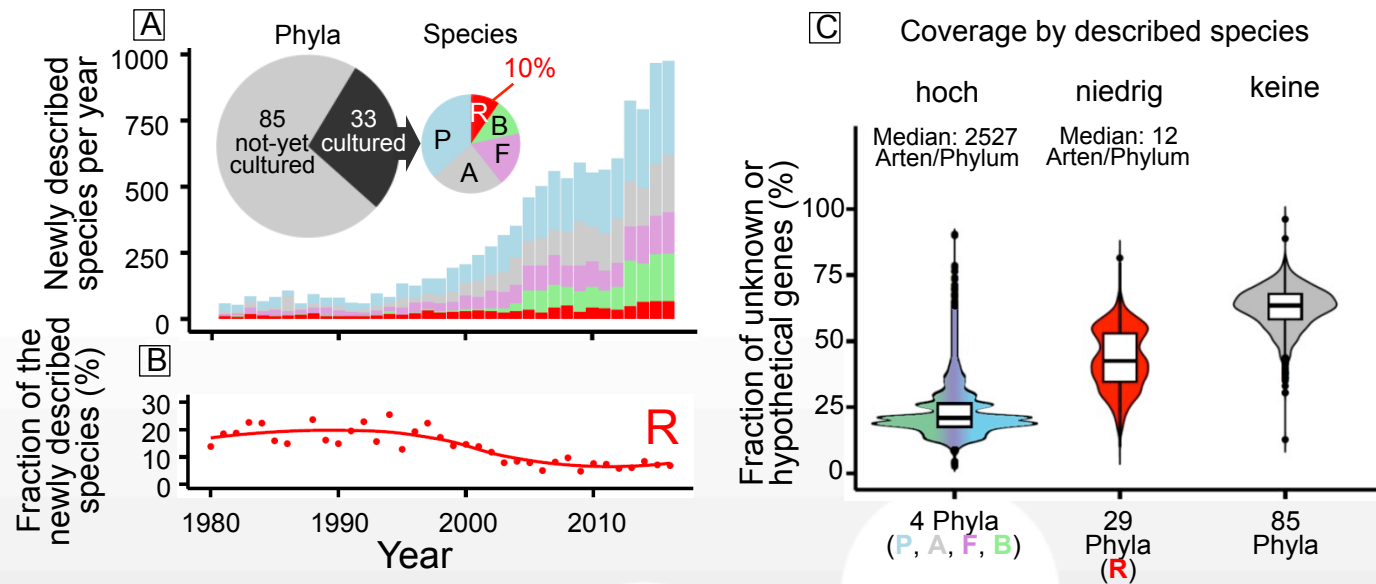 A
Phyla
Species
10%
85
not-yet
cultured
33
cultured
R
B
F
A
P
Newly described
species per year
1000
750
500
250
0
B
Fraction of the
newly described
species (%)
30
20
10
0
R
1980
1990
2000
2010
Year
C
Coverage by described species
hoch
niedrig
keine
Median: 2527
Arten/Phylum
Median: 12
Arten/Phylum
Fraction of unknown or
hypothetical genes (%)
100
75
50
25
0
4 Phyla
(P, A, F, B)
29
Phyla
(R)
85
Phyla